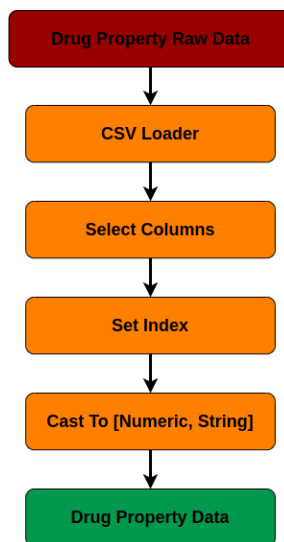 Drug Property Raw Data
CSV Loader
Select Columns
Set Index
Cast To [Numeric, String]
Drug Property Data